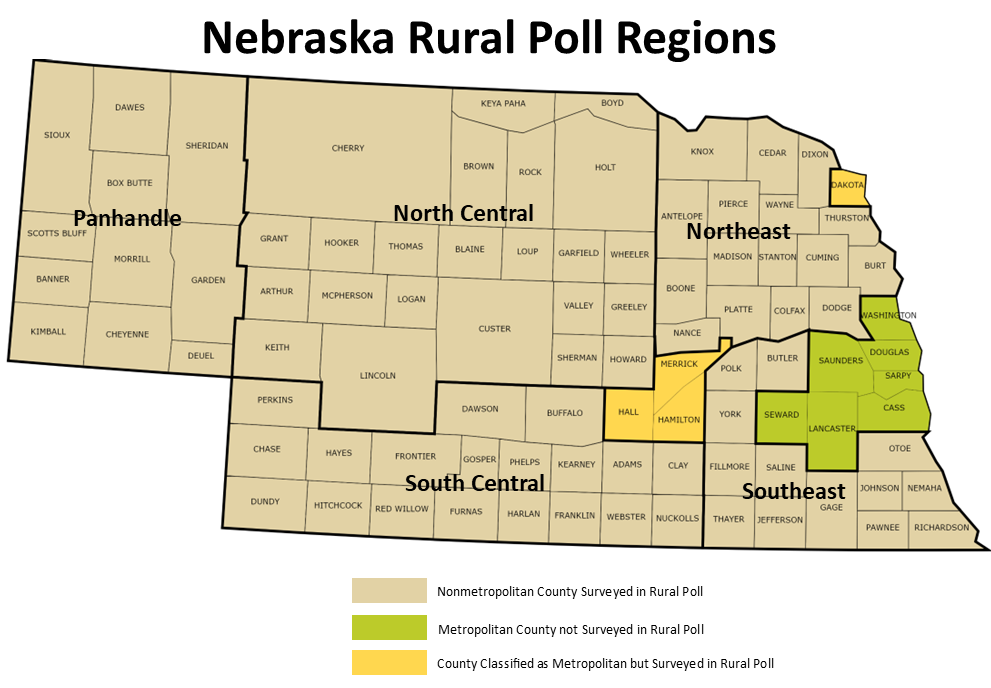 Nebraska Rural Poll Regions
KEYA PAHA
BOYD
DAWES
SIOUX
SHERIDAN
CHERRY
BROWN
ROCK
HOLT
KNOX
CEDAR
DIXON
DAKOTA
BOX BUTTE
Panhandle
North Central
Northeast
ANTELOPE
PIERCE
WAYNE
THURSTON
SCOTTS BLUFF
MORRILL
GRANT
HOOKER
THOMAS
BLAINE
LOUP
GARFIELD
WHEELER
MADISON
STANTON
CUMING
BURT
BANNER
GARDEN
ARTHUR
MCPHERSON
LOGAN
CUSTER
VALLEY
GREELEY
BOONE
PLATTE
COLFAX
DODGE
WASHINGTON
KIMBALL
CHEYENNE
DEUEL
KEITH
LINCOLN
SHERMAN
HOWARD
NANCE
MERRICK
POLK
BUTLER
SAUNDERS
DOUGLAS
SARPY
PERKINS
DAWSON
BUFFALO
HALL
HAMILTON
YORK
SEWARD
LANCASTER
CASS
CHASE
HAYES
FRONTIER
GOSPER
PHELPS
KEARNEY
ADAMS
CLAY
FILLMORE
SALINE
OTOE
South Central
Southeast
DUNDY
HITCHCOCK
RED WILLOW
FURNAS
HARLAN
FRANKLIN
WEBSTER
NUCKOLLS
THAYER
JEFFERSON
GAGE
JOHNSON
NEMAHA
PAWNEE
RICHARDSON
Nonmetropolitan County Surveyed in Rural Poll
Metropolitan County not Surveyed in Rural Poll
County Classified as Metropolitan but Surveyed in Rural Poll